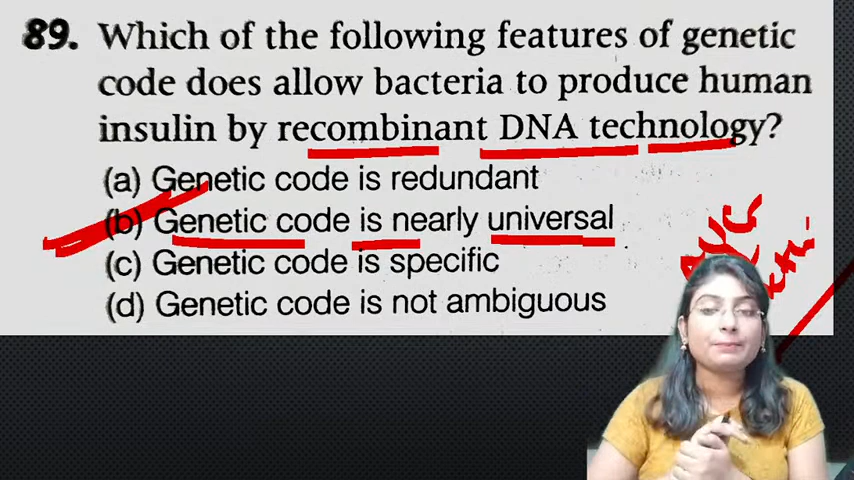 89. Which of the following features of genetic
code does allow bacteria to produce human
insulin by recombinant DNA technology?
(a) Genetic code is redundant
(b) Genetic code is nearly universal
(c) Genetic code is specific
(d) Genetic code is not ambiguous